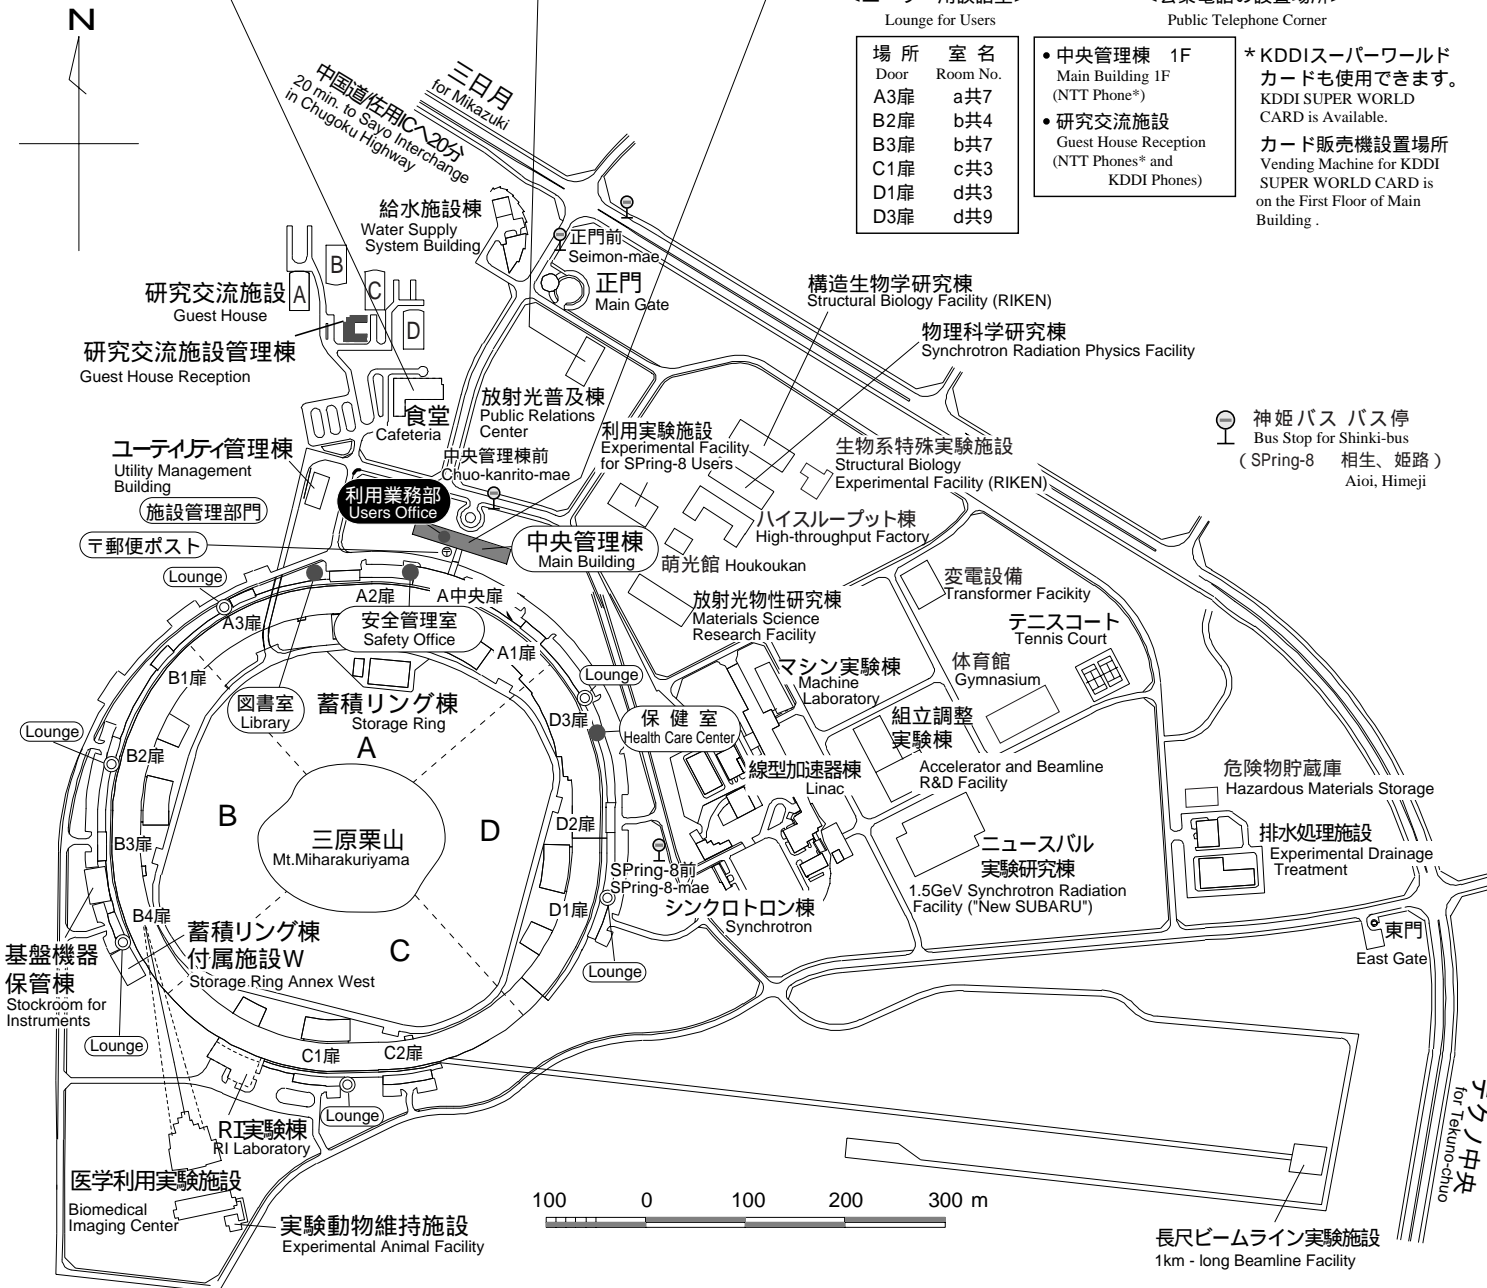 Lounge for Users
Public Telephone Corner
場所 室名
Door Room No.
A3扉 a共7
B2扉 b共4
B3扉 b共7
C1扉 c共3
D1扉 d共3
D3扉 d共9
• 中央管理棟 1F
Main Building 1F
(NTT Phone*)
• 研究交流施設
Guest House Reception
(NTT Phones* and
KDDI Phones)
* KDDIスーパーワールド
カードも使用できます。
KDDI SUPER WORLD
CARD is Available.
カード販売機設置場所
Vending Machine for KDDI
SUPER WORLD CARD is
on the First Floor of Main
Building .
N
三日月
for Mikazuki
中国道/佐用ICへ20分
20 min. to Sayo Interchange
in Chugoku Highway
給水施設棟
Water Supply
System Building
正門前
Seimon-mae
正門
Main Gate
A
B
C
D
研究交流施設
Guest House
研究交流施設管理棟
Guest House Reception
構造生物学研究棟
Structural Biology Facility (RIKEN)
物理科学研究棟
Synchrotron Radiation Physics Facility
食堂
Cafeteria
放射光普及棟
Public Relations
Center
利用実験施設
Experimental Facility
for SPring-8 Users
生物系特殊実験施設
Structural Biology
Experimental Facility (RIKEN)
神姫バス バス停
Bus Stop for Shinki-bus
( SPring-8 相生、姫路 )
Aioi, Himeji
ユーティリティ管理棟
Utility Management
Building
施設管理部門
中央管理棟前
Chuo-kanrito-mae
利用業務部
Users Office
〒郵便ポスト
中央管理棟
Main Building
ハイスループット棟
High-throughput Factory
萌光館 Houkoukan
変電設備
Transformer Facikity
放射光物性研究棟
Materials Science
Research Facility
テニスコート
Tennis Court
体育館
Gymnasium
Lounge
A3扉
A2扉
A中央扉
安全管理室
Safety Office
A1扉
B1扉
図書室
Library
蓄積リング棟
Storage Ring
A
Lounge
D3扉
保健室
Health Care Center
マシン実験棟
Machine
Laboratory
組立調整
実験棟
Accelerator and Beamline
R&D Facility
線型加速器棟
Linac
危険物貯蔵庫
Hazardous Materials Storage
排水処理施設
Experimental Drainage
Treatment
Lounge
B2扉
B
三原栗山
Mt.Miharakuriyama
D
D2扉
B3扉
SPring-8前
SPring-8-mae
ニュースバル
実験研究棟
1.5GeV Synchrotron Radiation
Facility ("New SUBARU")
シンクロトロン棟
Synchrotron
D1扉
B4扉
蓄積リング棟
付属施設W
Storage Ring Annex West
C
東門
East Gate
基盤機器
保管棟
Stockroom for
Instruments
Lounge
Lounge
C1扉
C2扉
Lounge
RI実験棟
RI Laboratory
医学利用実験施設
Biomedical
Imaging Center
実験動物維持施設
Experimental Animal Facility
100 0 100 200 300 m
テクノ中央
for Tekuno-chuo
長尺ビームライン実験施設
1km - long Beamline Facility